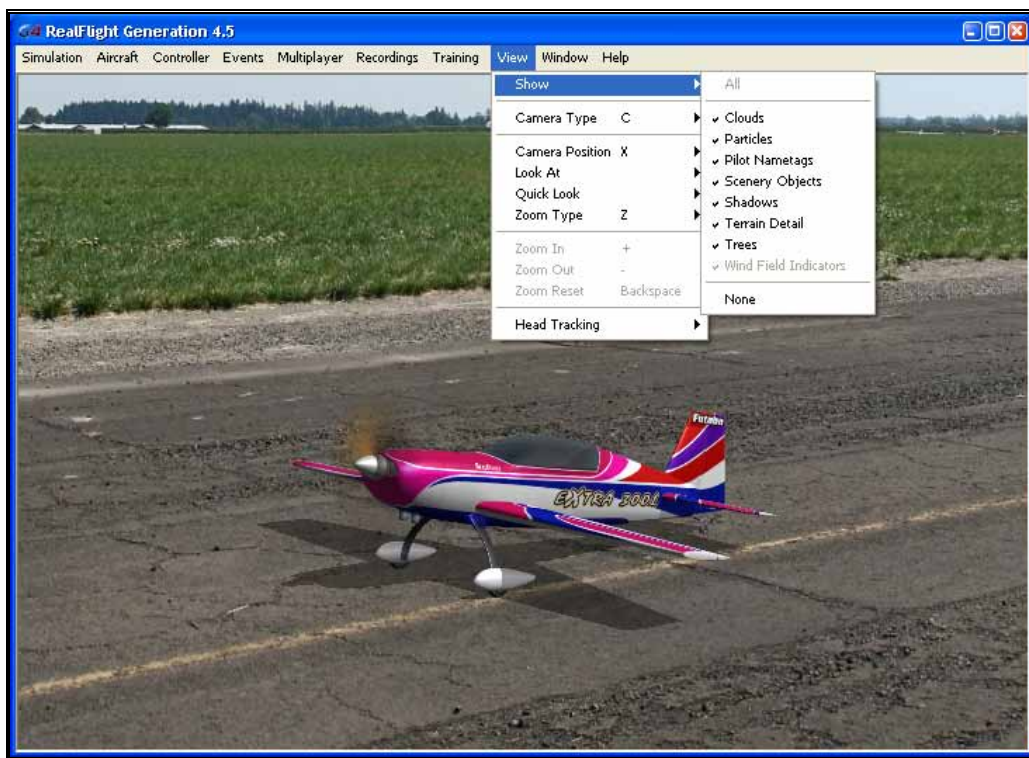 G4 RealFlight Generation 4.5
Simulation Aircraft Controller Events Multiplayer Recordings Training View Window Help
Show
Camera Type C
Camera Position X
Look At
Quick Look
Zoom Type Z
Zoom In +
Zoom Out -
Zoom Reset Backspace
Head Tracking
All
Clouds
Particles
Pilot Nametags
Scenery Objects
Shadows
Terrain Detail
Trees
Wind Field Indicators
None
Futaba
EXTRA 300L